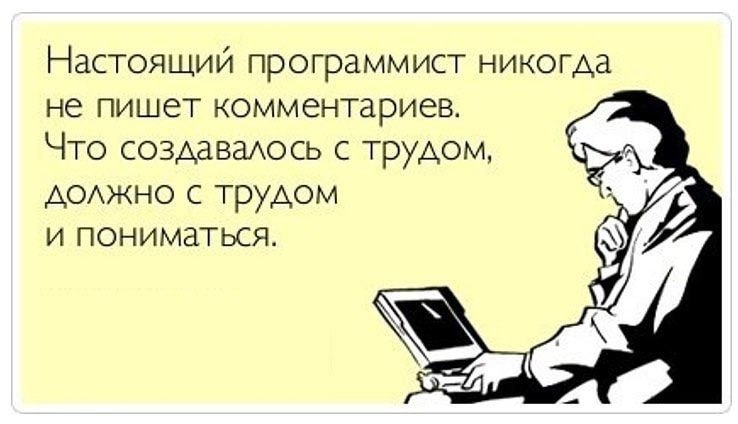 Настоящий программист никогда
не пишет комментариев.
Что создавалось с трудом,
должно с трудом
и пониматься.